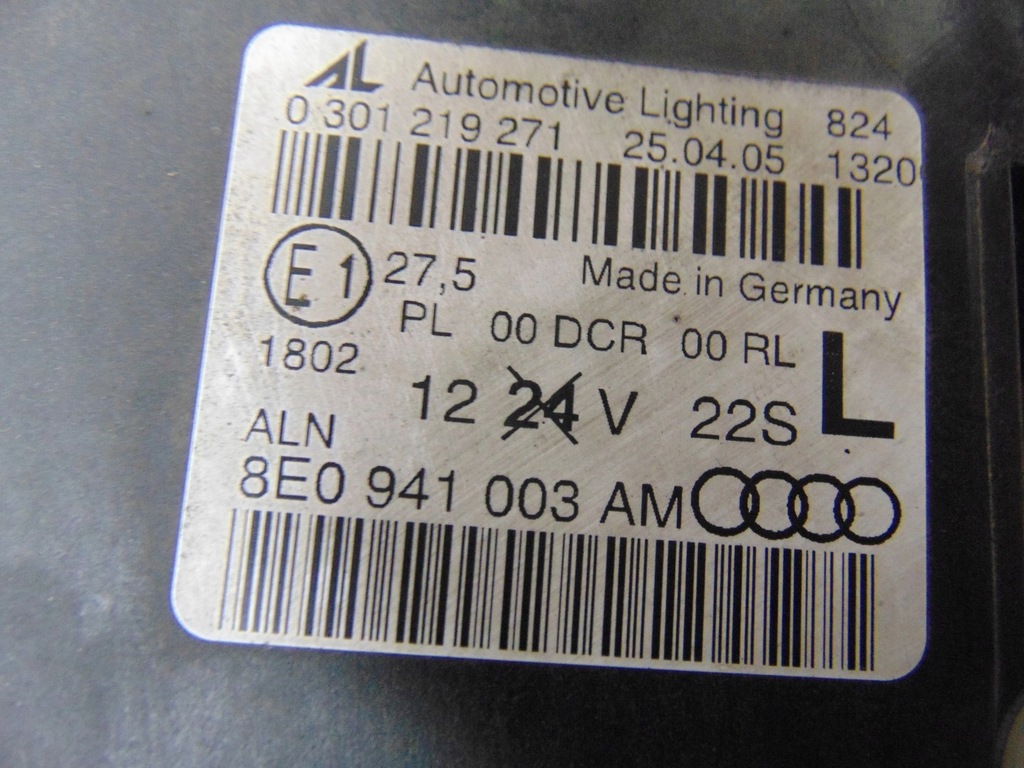 AL Automotive Lighting 824
0 301 219 271 25.04.05 1320
E1 27,5 Made in Germany
PL 00 DCR 00 RL L
1802
12 24 V 22S
ALN
8E0 941 003 AM